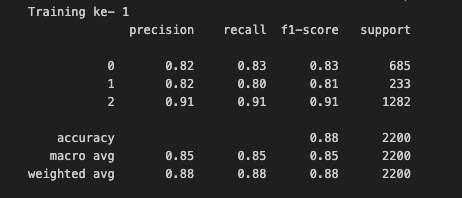 Training ke- 1
precision recall f1-score support
0 0.82 0.83 0.83 685
1 0.82 0.80 0.81 233
2 0.91 0.91 0.91 1282
accuracy 0.88 2200
macro avg 0.85 0.85 0.85 2200
weighted avg 0.88 0.88 0.88 2200